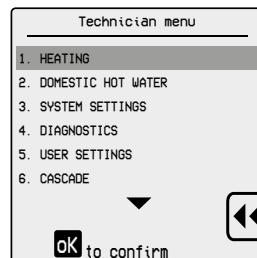 Technician menu
1. HEATING
2. DOMESTIC HOT WATER
3. SYSTEM SETTINGS
4. DIAGNOSTICS
5. USER SETTINGS
6. CASCADE
OK to confirm